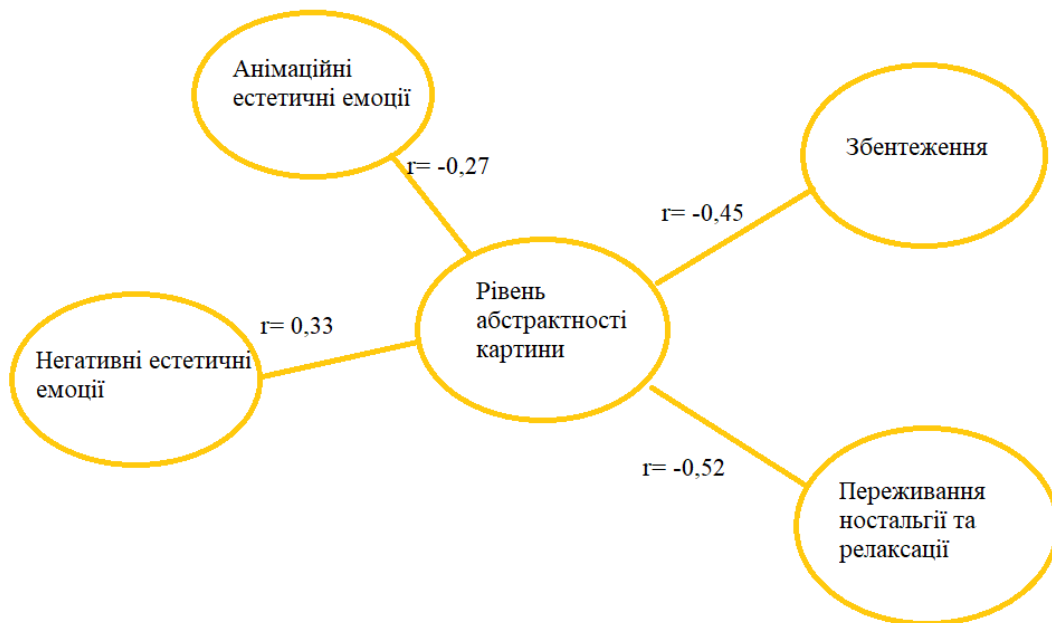 Анімаційні
естетичні емоції
Збентеження
r= -0,27
r= -0,45
Рівень
абстрактності
картини
r= 0,33
Негативні естетичні
емоції
r= -0,52
Переживання
ностальгії та
релаксації